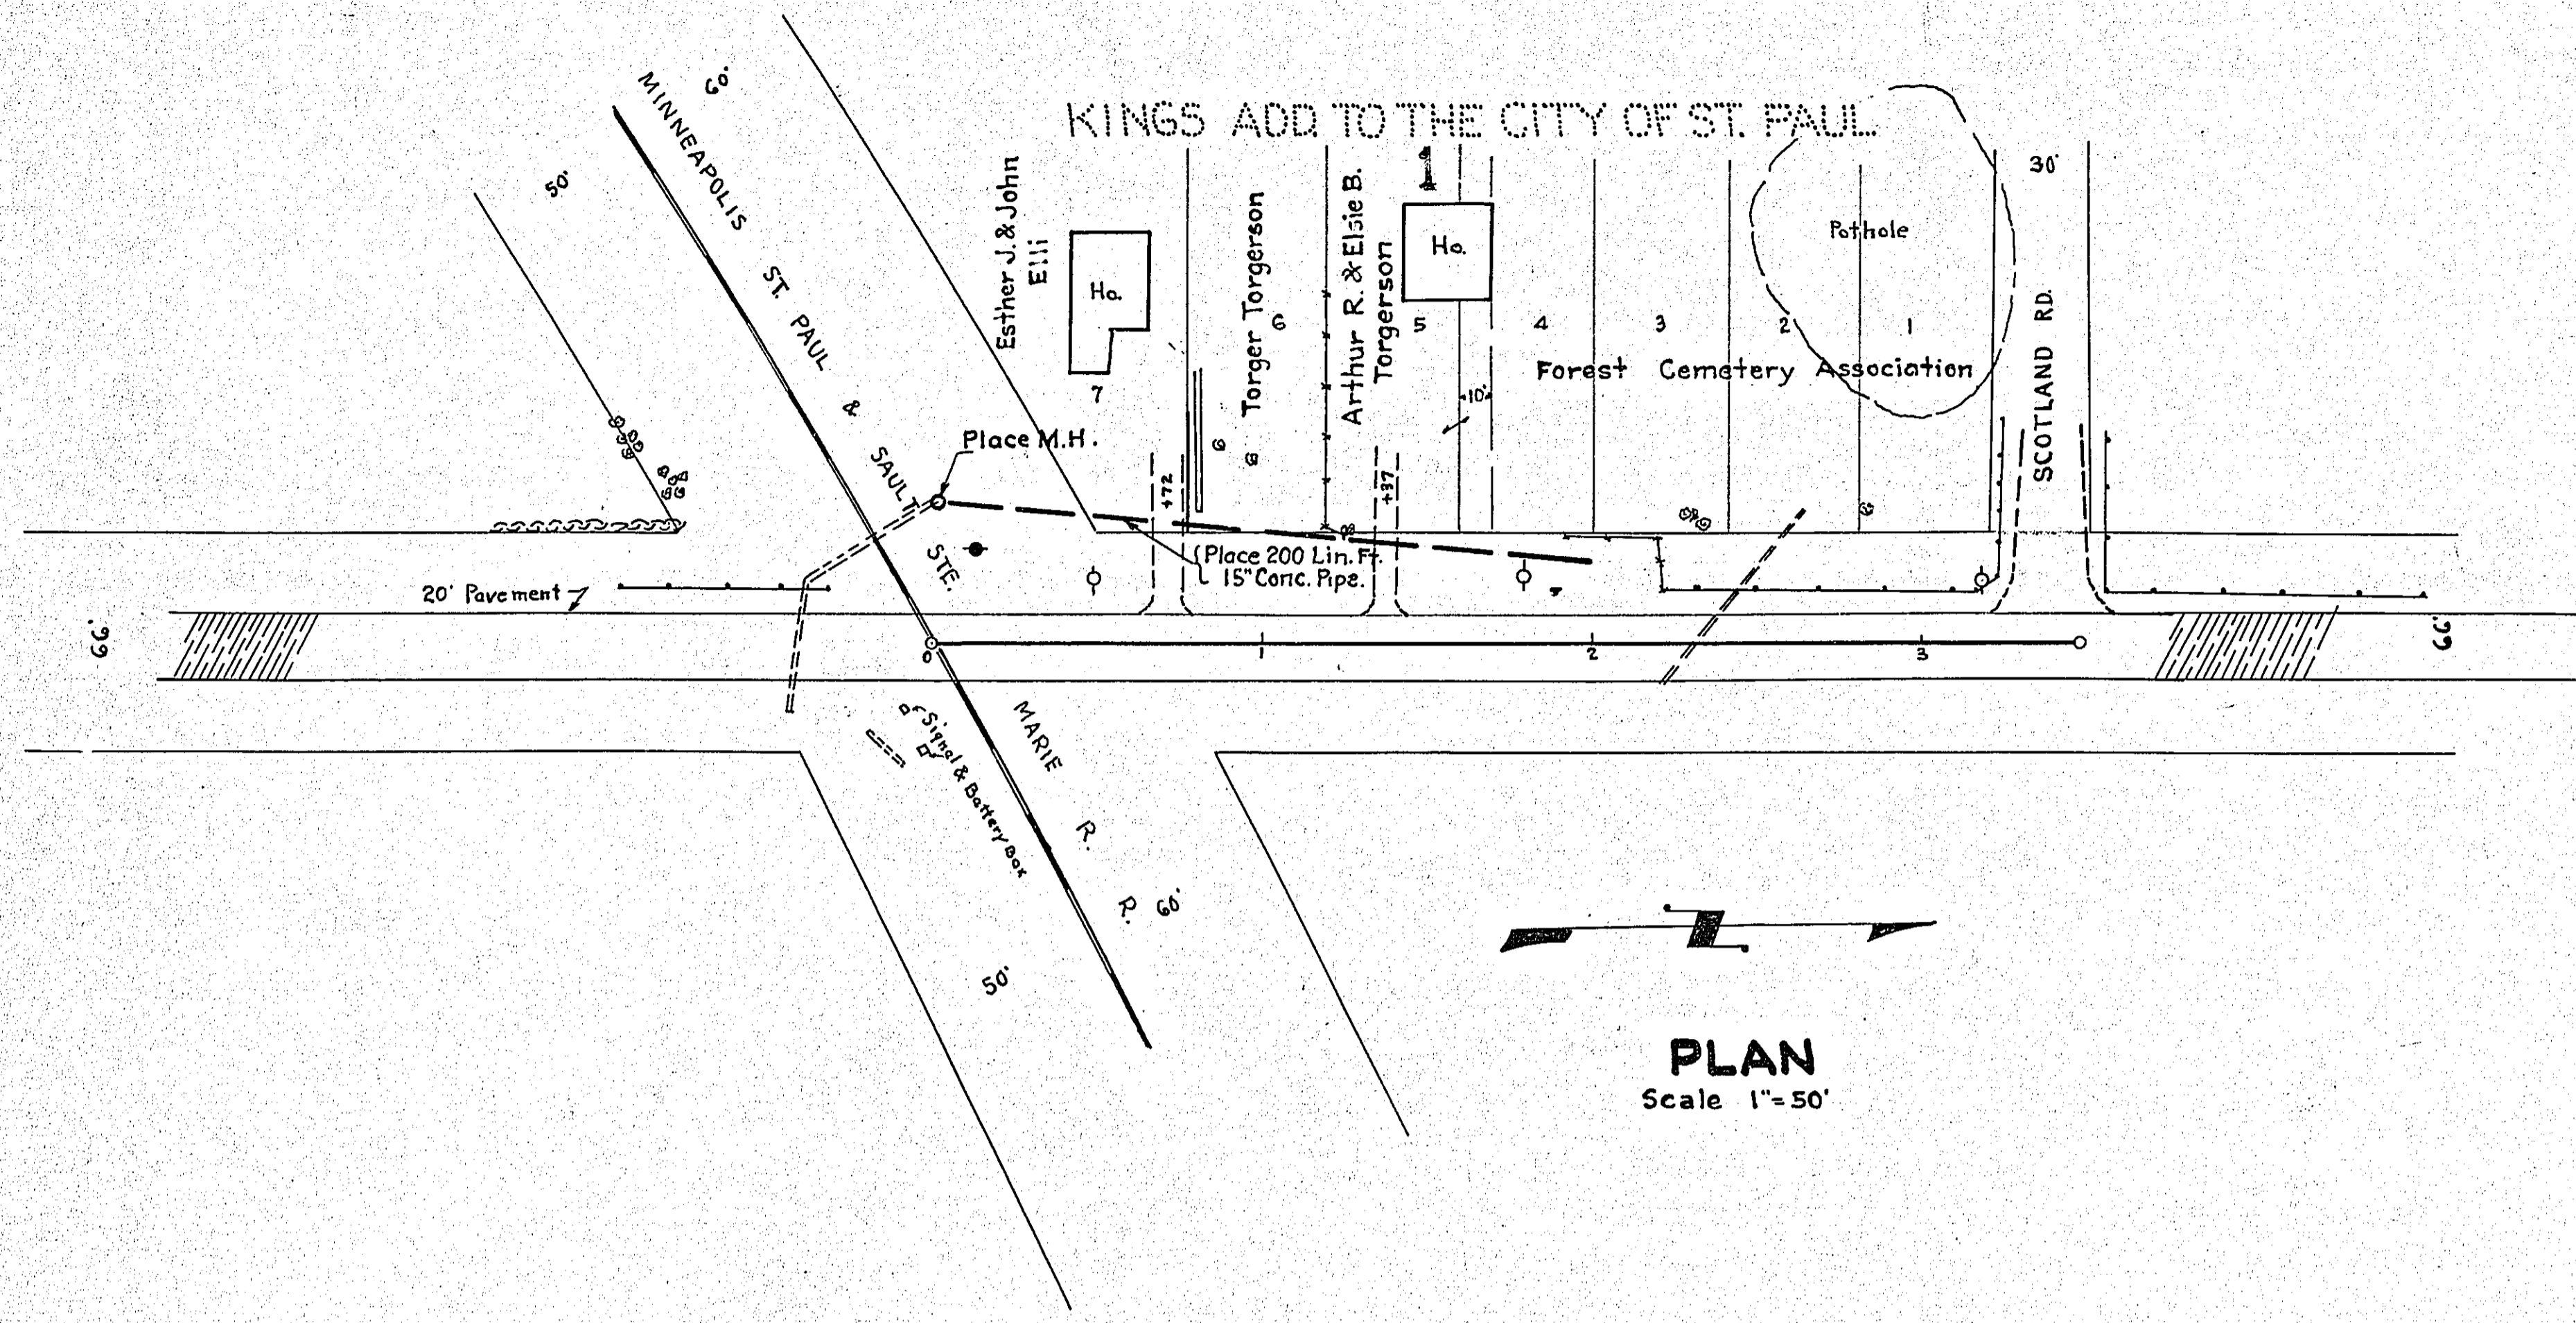 KINGS ADD. TO THE CITY OF ST. PAUL
1
MINNEAPOLIS ST. PAUL & SAULT STE. MARIE R. R.
60'
50'
Esther J. & John
Elli
Ho.
7
Torger Torgerson
6
Arthur R. & Elsie B.
Torgerson
Ho.
5
10'
4
3
2
1
Pothole
Forest Cemetery Association
30'
SCOTLAND RD.
Place M.H.
+72
+37
Place 200 Lin. Ft.
15" Conc. Pipe.
20' Pavement
66'
0
1
2
3
66'
Signal & Battery Box
60'
50'
PLAN
Scale 1"=50'